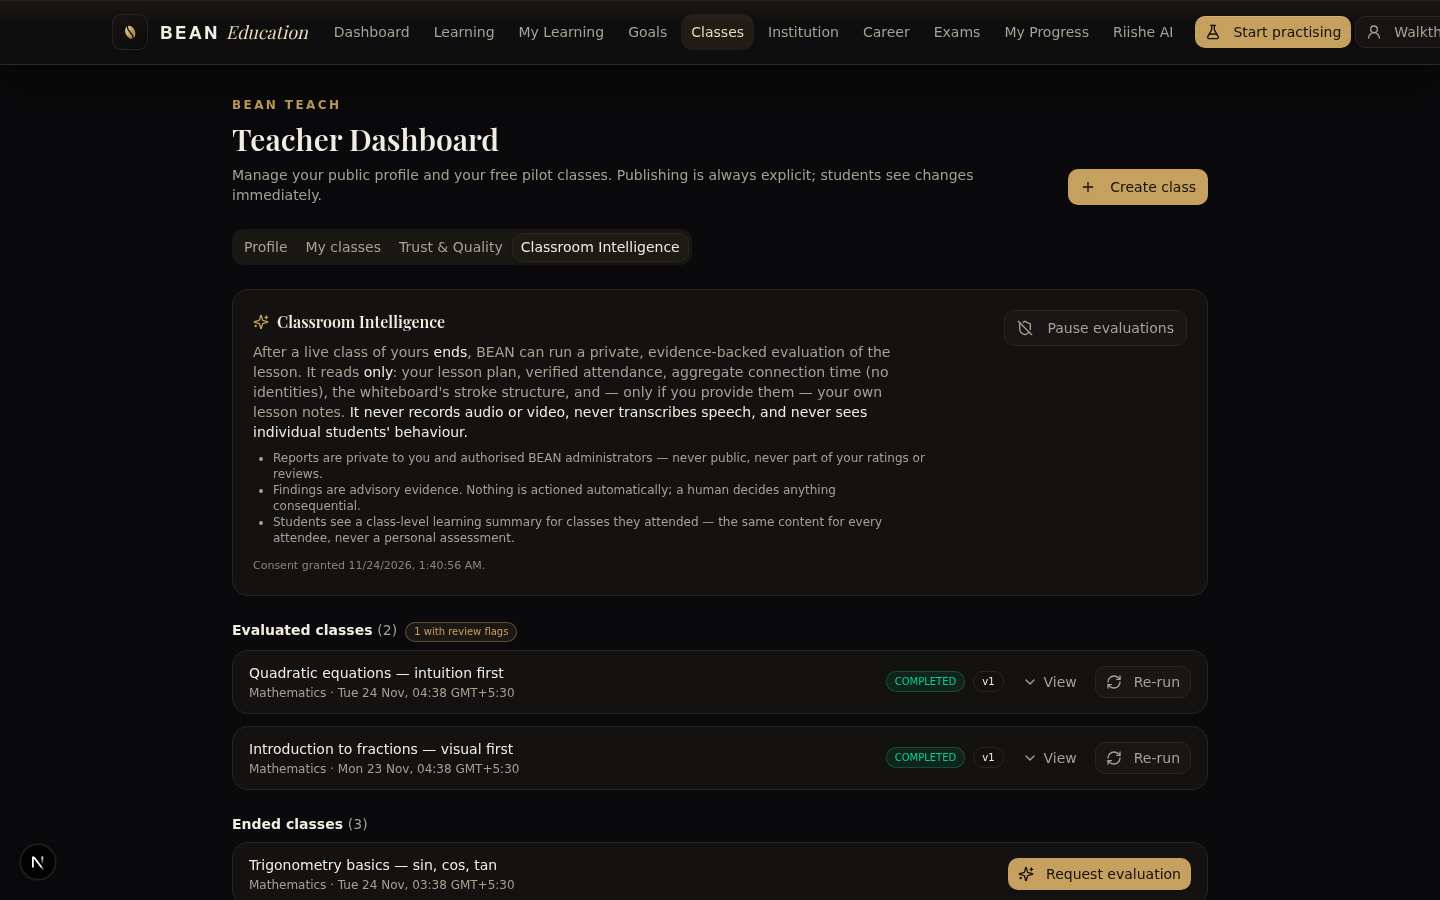 BEAN Education Dashboard Learning My Learning Goals Classes Institution Career Exams My Progress Riishe AI Start practising
BEAN TEACH
Teacher Dashboard
Manage your public profile and your free pilot classes. Publishing is always explicit; students see changes
immediately.
Create class
Profile My classes Trust & Quality Classroom Intelligence
Classroom Intelligence
Pause evaluations
After a live class of yours ends, BEAN can run a private, evidence-backed evaluation of the
lesson. It reads only: your lesson plan, verified attendance, aggregate connection time (no
identities), the whiteboard's stroke structure, and — only if you provide them — your own
lesson notes. It never records audio or video, never transcribes speech, and never sees
individual students' behaviour.
• Reports are private to you and authorised BEAN administrators — never public, never part of your ratings or
reviews.
• Findings are advisory evidence. Nothing is actioned automatically; a human decides anything
consequential.
• Students see a class-level learning summary for classes they attended — the same content for every
attendee, never a personal assessment.
Consent granted 11/24/2026, 1:40:56 AM.
Evaluated classes (2) 1 with review flags
Quadratic equations — intuition first
Mathematics · Tue 24 Nov, 04:38 GMT+5:30
COMPLETED v1 View Re-run
Introduction to fractions — visual first
Mathematics · Mon 23 Nov, 04:38 GMT+5:30
COMPLETED v1 View Re-run
Ended classes (3)
Trigonometry basics — sin, cos, tan
Mathematics · Tue 24 Nov, 03:38 GMT+5:30
Request evaluation
N